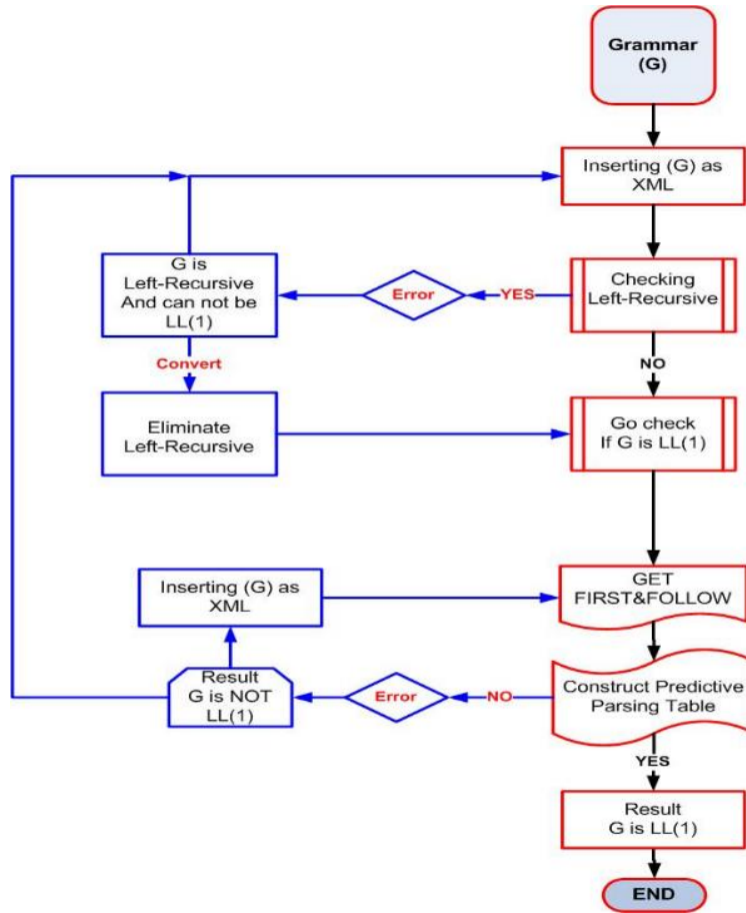 Grammar
(G)
Inserting (G) as
XML
G is
Left-Recursive
And can not be
LL(1)
Error
YES
Checking
Left-Recursive
Convert
NO
Eliminate
Left-Recursive
Go check
If G is LL(1)
Inserting (G) as
XML
GET
FIRST&FOLLOW
Result
G is NOT
LL(1)
Error
NO
Construct Predictive
Parsing Table
YES
Result
G is LL(1)
END